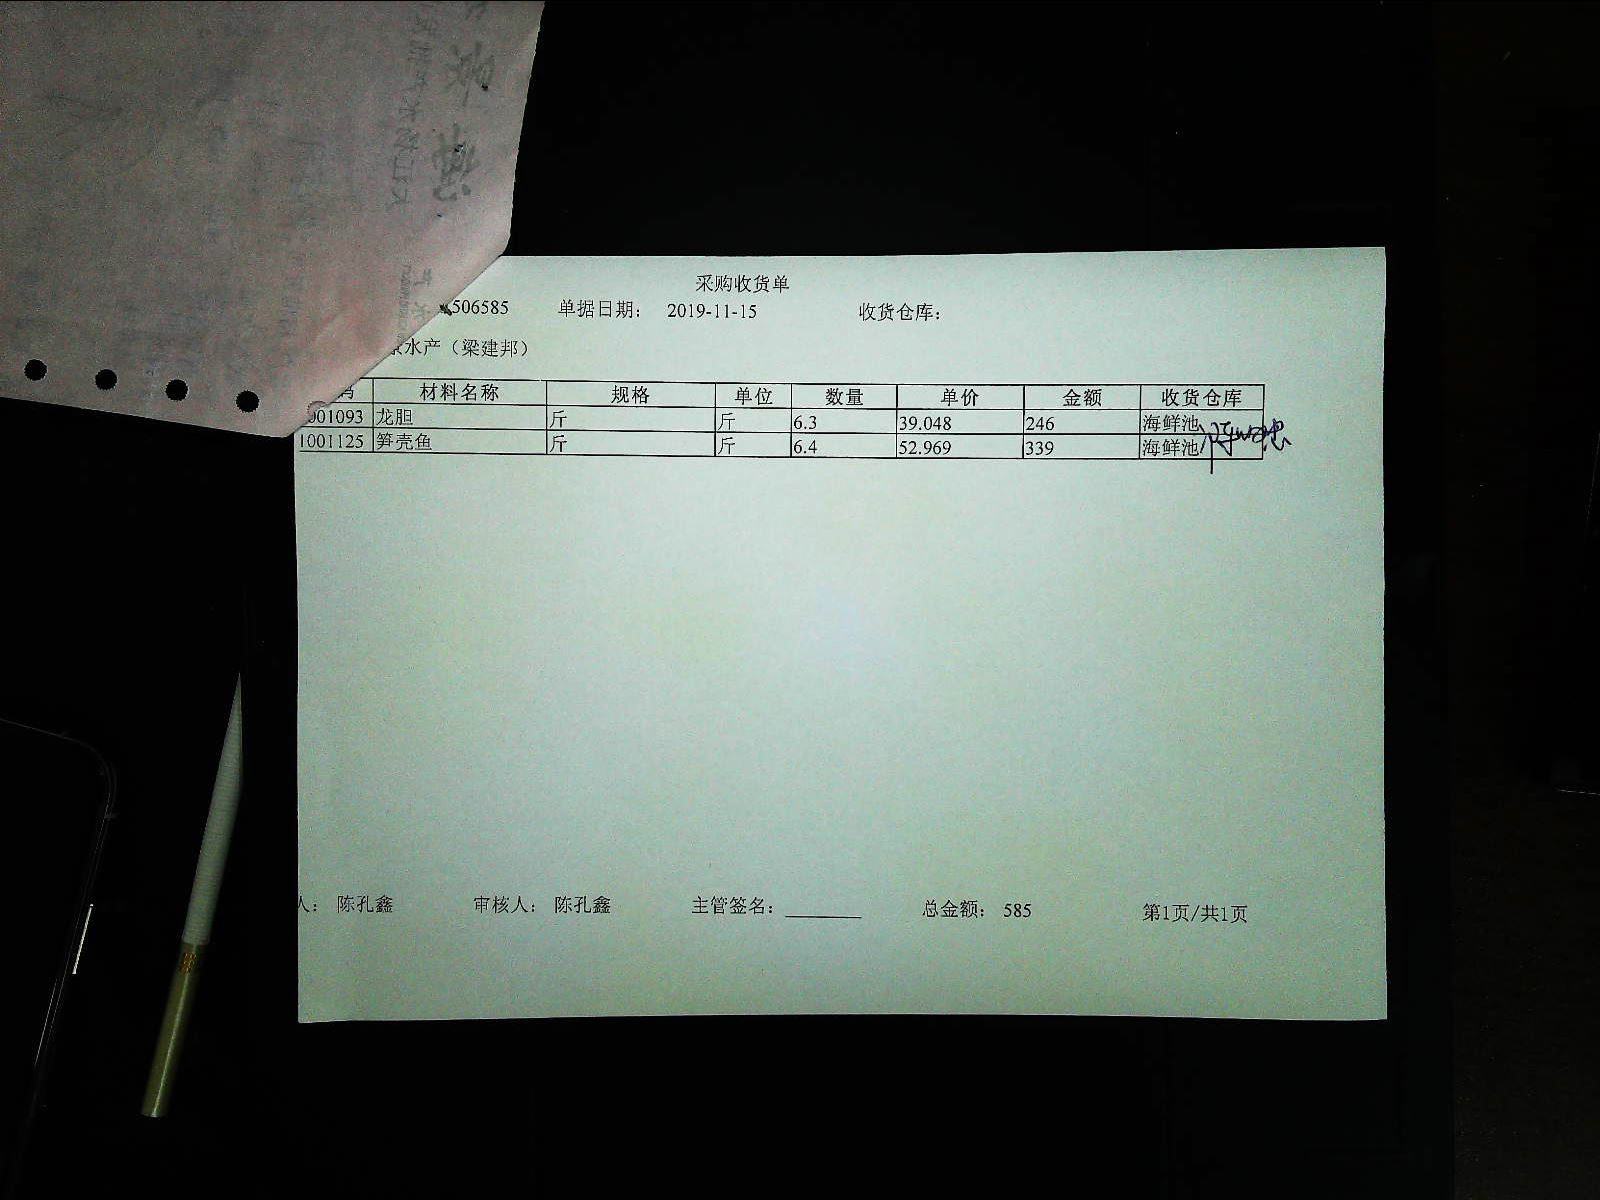 采购收货单
506585 单据日期： 2019-11-15 收货仓库：
水产（梁建邦）
材料名称 规格 单位 数量 单价 金额 收货仓库
001093 龙胆 斤 斤 6.3 39.048 246 海鲜池
1001125 笋壳鱼 斤 斤 6.4 52.969 339 海鲜池
人： 陈孔鑫 审核人： 陈孔鑫 主管签名： 总金额： 585 第1页/共1页